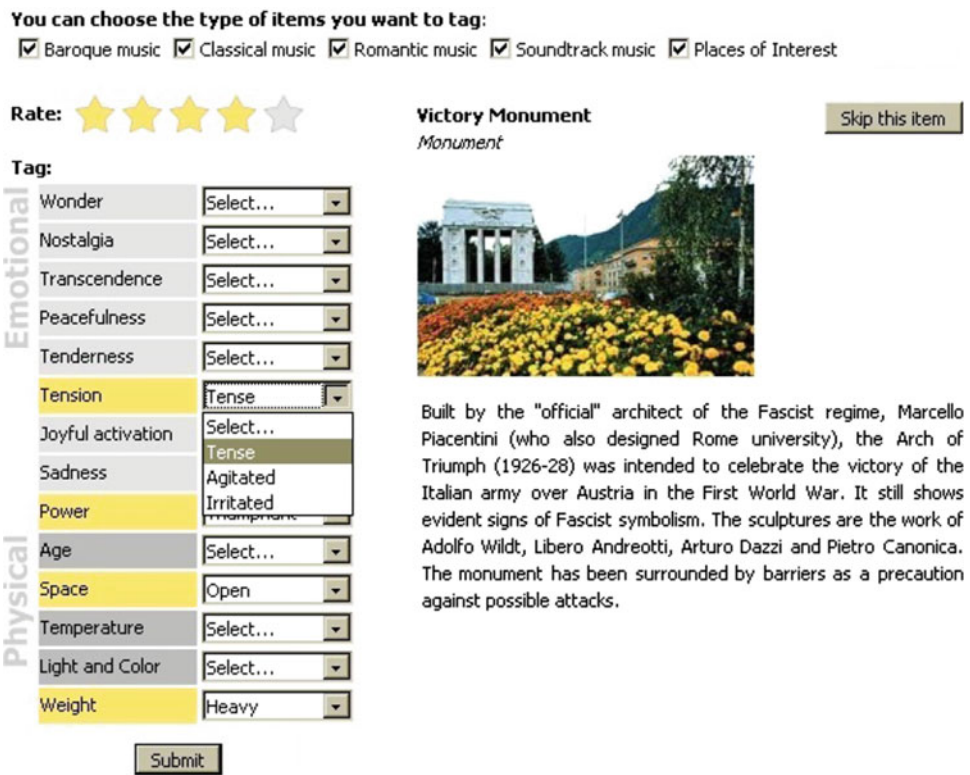 You can choose the type of items you want to tag:
Baroque music Classical music Romantic music Soundtrack music Places of Interest
Rate:
Tag:
Emotional
Wonder Select...
Nostalgia Select...
Transcendence Select...
Peacefulness Select...
Tenderness Select...
Tension Tense
Select...
Tense
Agitated
Irritated
Joyful activation
Sadness
Power
Physical
Age Select...
Space Open
Temperature Select...
Light and Color Select...
Weight Heavy
Submit
Victory Monument
Skip this item
Monument
Built by the "official" architect of the Fascist regime, Marcello
Piacentini (who also designed Rome university), the Arch of
Triumph (1926-28) was intended to celebrate the victory of the
Italian army over Austria in the First World War. It still shows
evident signs of Fascist symbolism. The sculptures are the work of
Adolfo Wildt, Libero Andreotti, Arturo Dazzi and Pietro Canonica.
The monument has been surrounded by barriers as a precaution
against possible attacks.